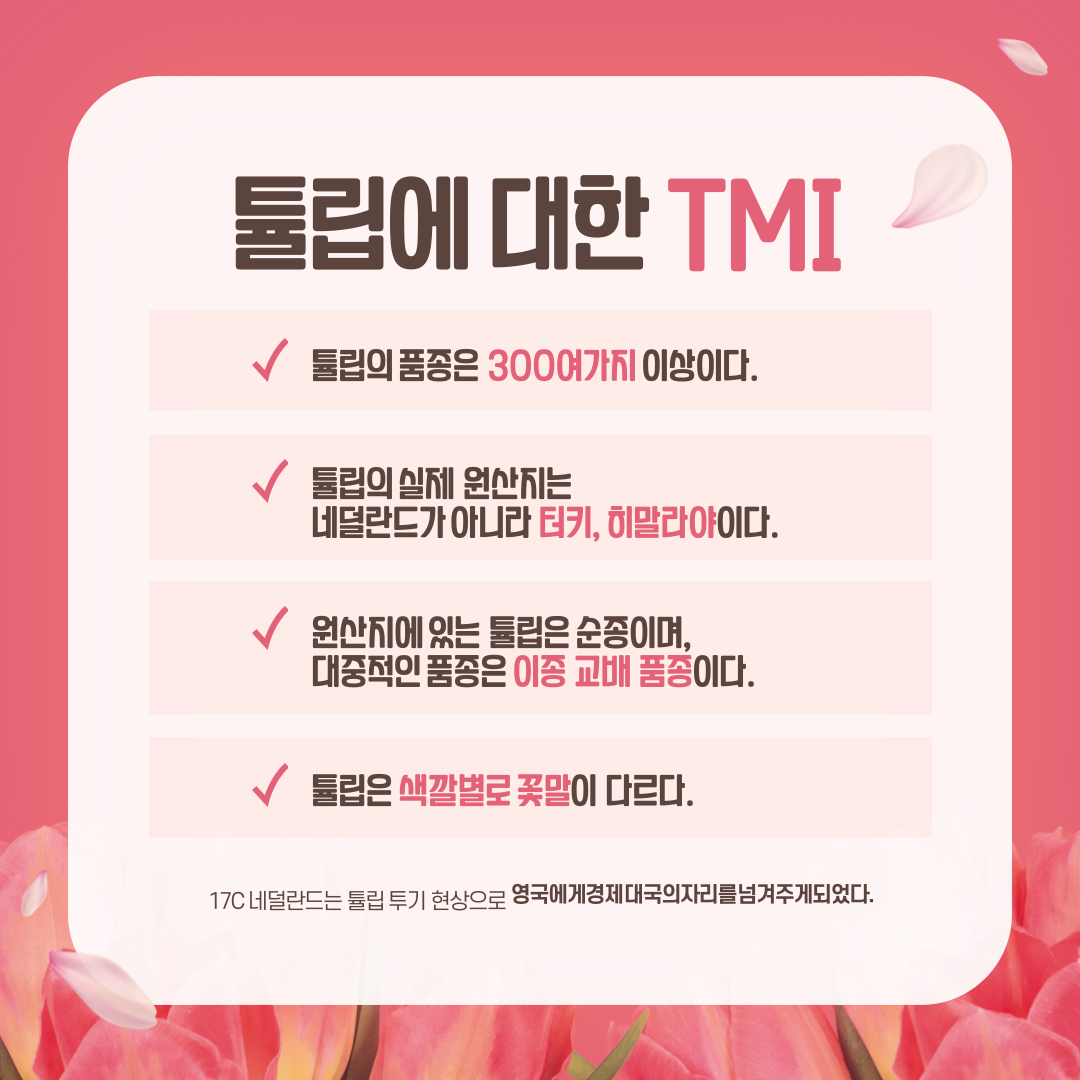 튤립에 대한 TMI
튤립의 품종은 300여가지 이상이다.
튤립의 실제 원산지는
네덜란드가 아니라 터키, 히말라야이다.
원산지에 있는 튤립은 순종이며,
대중적인 품종은 이종 교배 품종이다.
튤립은 색깔별로 꽃말이 다르다.
17C 네덜란드는 튤립 투기 현상으로 영국에게경제대국의자리를넘겨주게되었다.